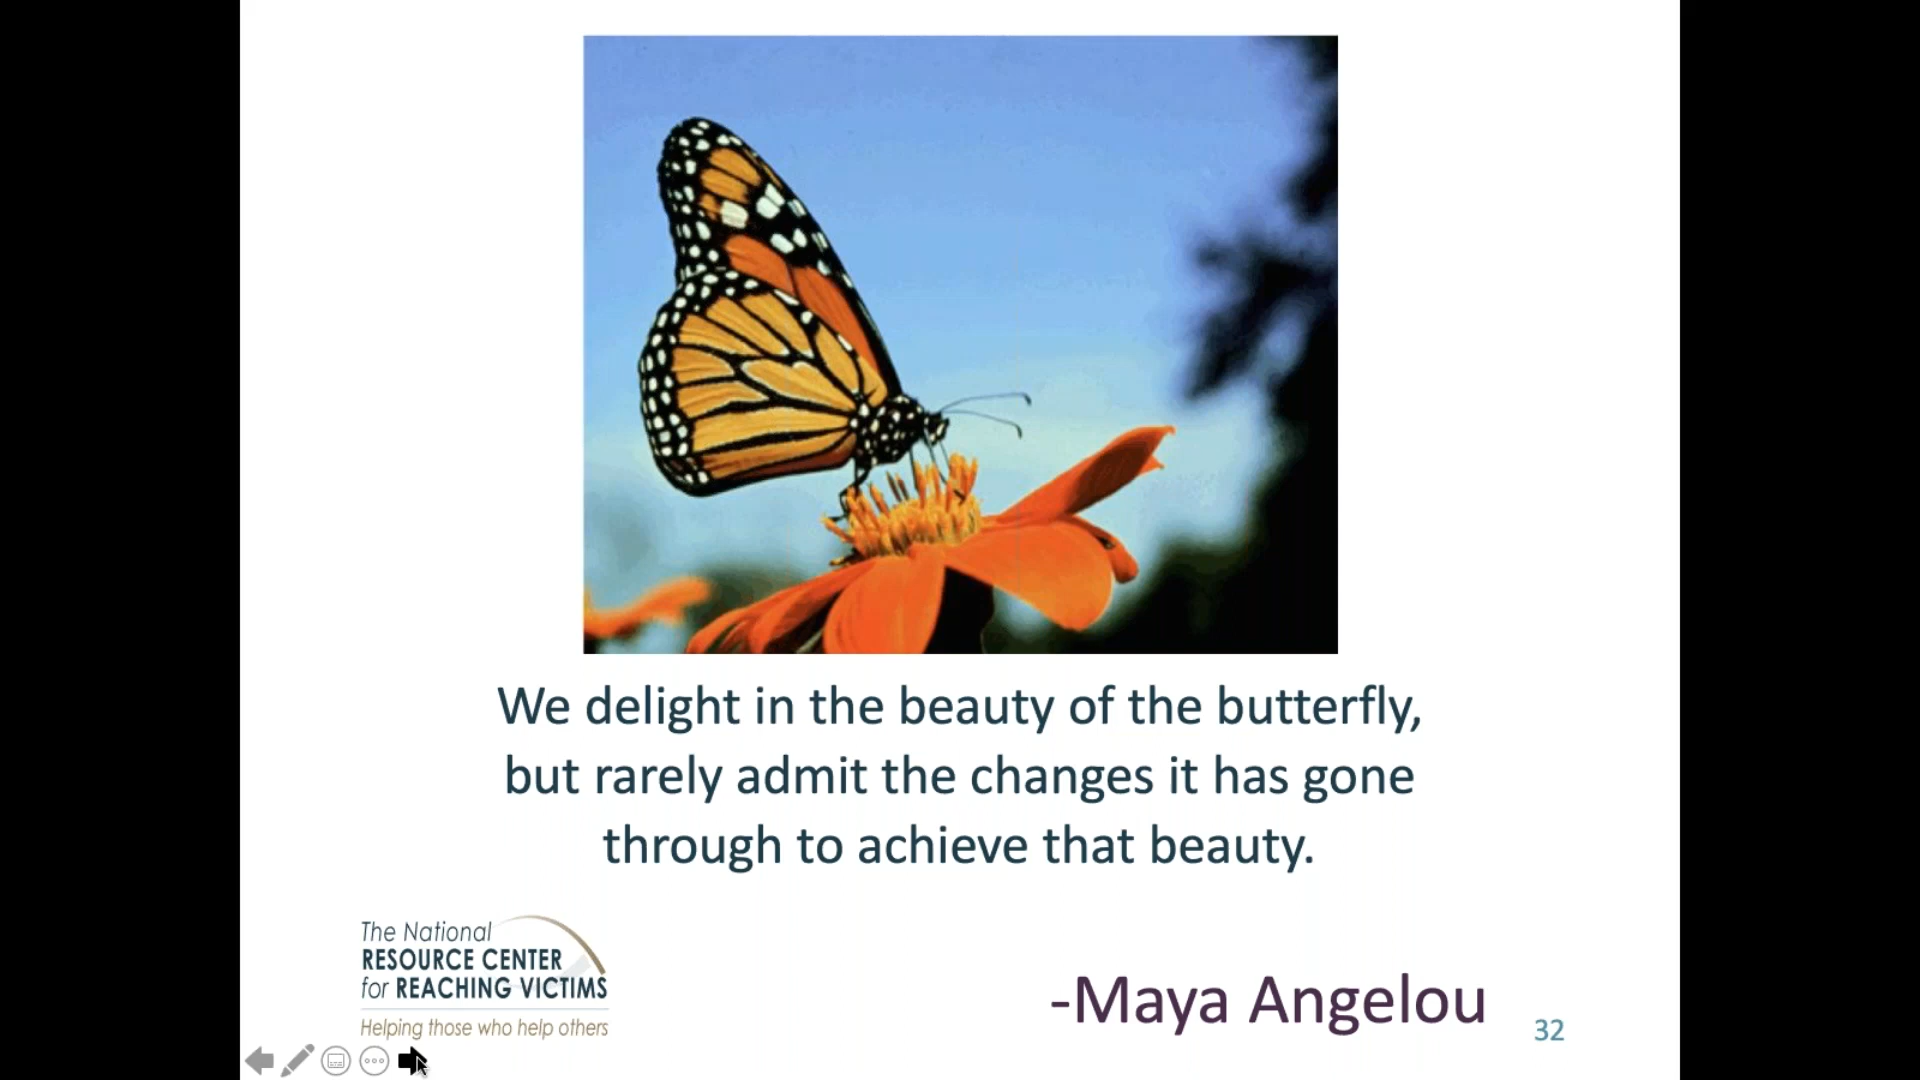 We delight in the beauty of the butterfly,
but rarely admit the changes it has gone
through to achieve that beauty.
The National
RESOURCE CENTER
for REACHING VICTIMS
Helping those who help others
-Maya Angelou
32